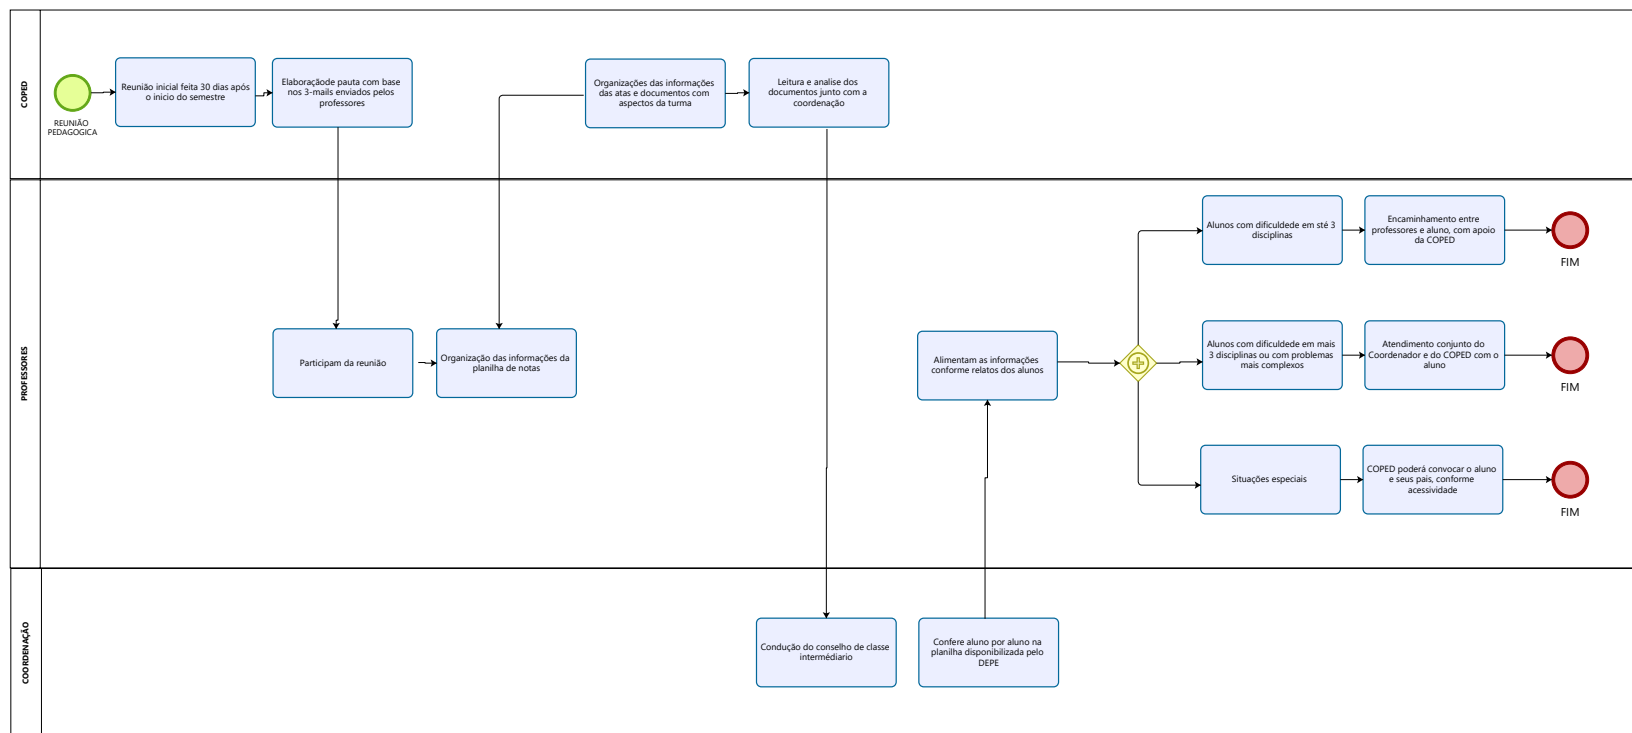 COPED
REUNIÃO
PEDAGOGICA
Reunião inicial feita 30 dias após
o inicio do semestre
Elaboraçãode pauta com base
nos 3-mails enviados pelos
professores
Organizações das informações
das atas e documentos com
aspectos da turma
Leitura e analise dos
documentos junto com a
coordenação
PROFESSORES
Participam da reunião
Organização das informações da
planilha de notas
Alimentam as informações
conforme relatos dos alunos
Alunos com dificuldede em sté 3
disciplinas
Encaminhamento entre
professores e aluno, com apoio
da COPED
FIM
Alunos com dificuldede em mais
3 disciplinas ou com problemas
mais complexos
Atendimento conjunto do
Coordenador e do COPED com o
aluno
FIM
Situações especiais
COPED poderá convocar o aluno
e seus pais, conforme
acessividade
FIM
COORDENAÇÃO
Condução do conselho de classe
intermédiario
Confere aluno por aluno na
planilha disponibilizada pelo
DEPE